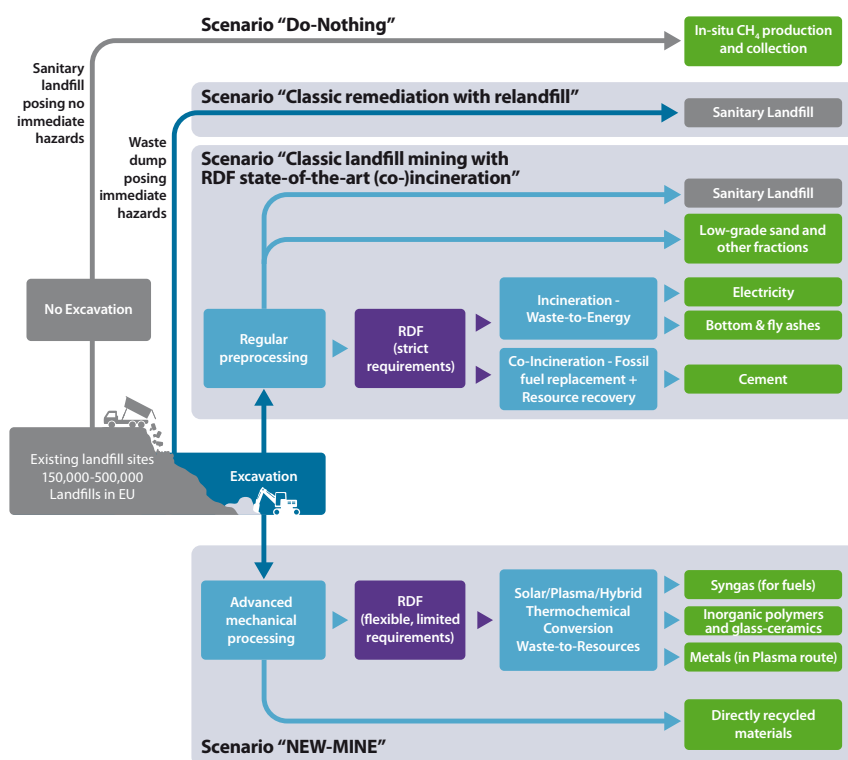 Scenario “Do-Nothing”
In-situ CH₄ production
and collection
Sanitary
landfill
posing no
immediate
hazards
Scenario “Classic remediation with relandfill”
Sanitary Landfill
Waste
dump
posing
immediate
hazards
Scenario “Classic landfill mining with
RDF state-of-the-art (co-)incineration”
Sanitary Landfill
Low-grade sand and
other fractions
No Excavation
Regular
preprocessing
RDF
(strict
requirements)
Incineration -
Waste-to-Energy
Electricity
Bottom & fly ashes
Co-Incineration - Fossil
fuel replacement +
Resource recovery
Cement
Existing landfill sites
150,000-500,000
Landfills in EU
Excavation
Advanced
mechanical
processing
RDF
(flexible, limited
requirements)
Solar/Plasma/Hybrid
Thermochemical
Conversion
Waste-to-Resources
Syngas (for fuels)
Inorganic polymers
and glass-ceramics
Metals (in Plasma route)
Directly recycled
materials
Scenario “NEW-MINE”